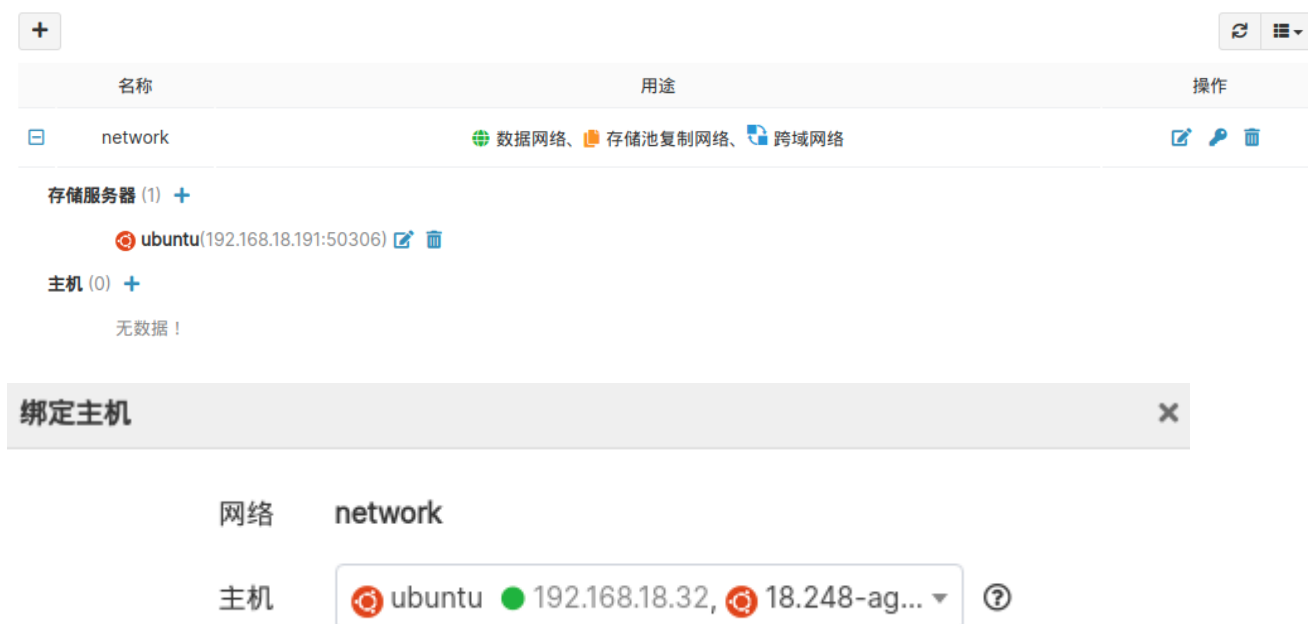 名称 用途 操作
network 数据网络、存储池复制网络、跨域网络
存储服务器 (1)
ubuntu(192.168.18.191:50306)
主机 (0)
无数据！
绑定主机
网络 network
主机 ubuntu 192.168.18.32, 18.248-ag...